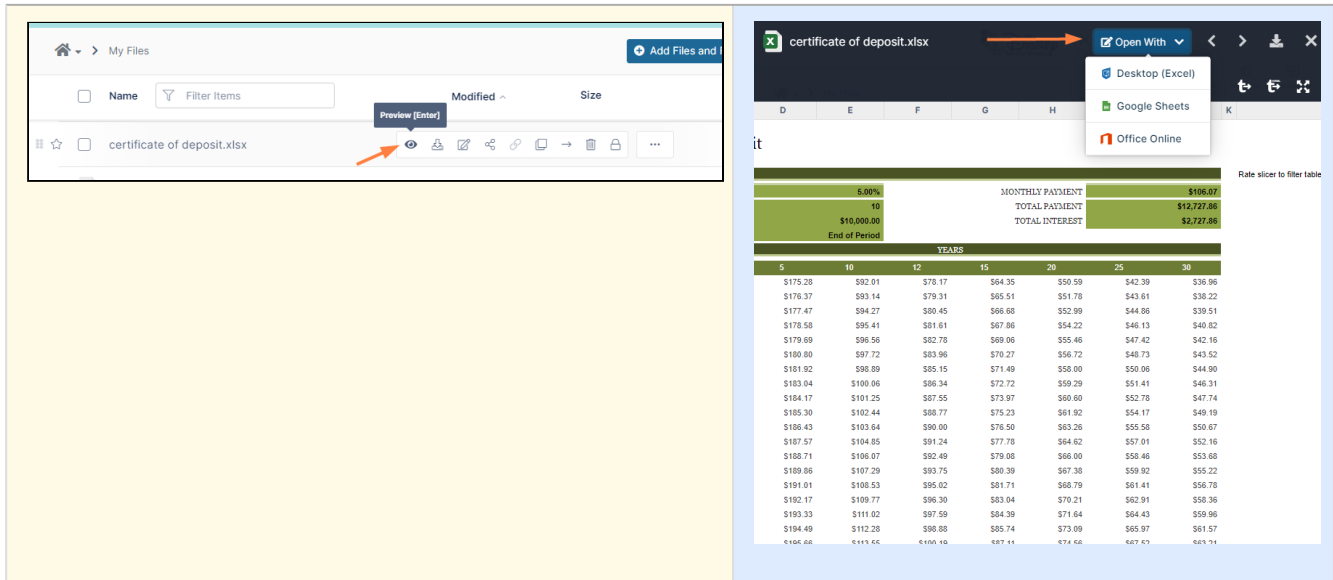 My Files
Add Files and
Name
Filter Items
Modified
Size
Preview [Enter]
certificate of deposit.xlsx
certificate of deposit.xlsx
Open With
Desktop (Excel)
Google Sheets
Office Online
D E F G H K
it
Rate slicer to filter table
5.00% MONTHLY PAYMENT $106.07
10 TOTAL PAYMENT $12,727.86
$10,000.00 TOTAL INTEREST $2,727.86
End of Period
YEARS
5 10 12 15 20 25 30
$175.28 $92.01 $78.17 $64.35 $50.59 $42.39 $36.96
$176.37 $93.14 $79.31 $65.51 $51.78 $43.61 $38.22
$177.47 $94.27 $80.45 $66.68 $52.99 $44.86 $39.51
$178.58 $95.41 $81.61 $67.86 $54.22 $46.13 $40.82
$179.69 $96.56 $82.78 $69.06 $55.46 $47.42 $42.16
$180.80 $97.72 $83.96 $70.27 $56.72 $48.73 $43.52
$181.92 $98.89 $85.15 $71.49 $58.00 $50.06 $44.90
$183.04 $100.06 $86.34 $72.72 $59.29 $51.41 $46.31
$184.17 $101.25 $87.55 $73.97 $60.60 $52.78 $47.74
$185.30 $102.44 $88.77 $75.23 $61.92 $54.17 $49.19
$186.43 $103.64 $90.00 $76.50 $63.26 $55.58 $50.67
$187.57 $104.85 $91.24 $77.78 $64.62 $57.01 $52.16
$188.71 $106.07 $92.49 $79.08 $66.00 $58.46 $53.68
$189.86 $107.29 $93.75 $80.39 $67.38 $59.92 $55.22
$191.01 $108.53 $95.02 $81.71 $68.79 $61.41 $56.78
$192.17 $109.77 $96.30 $83.04 $70.21 $62.91 $58.36
$193.33 $111.02 $97.59 $84.39 $71.64 $64.43 $59.96
$194.49 $112.28 $98.88 $85.74 $73.09 $65.97 $61.57
$195.66 $113.55 $100.19 $87.11 $74.56 $67.52 $63.21